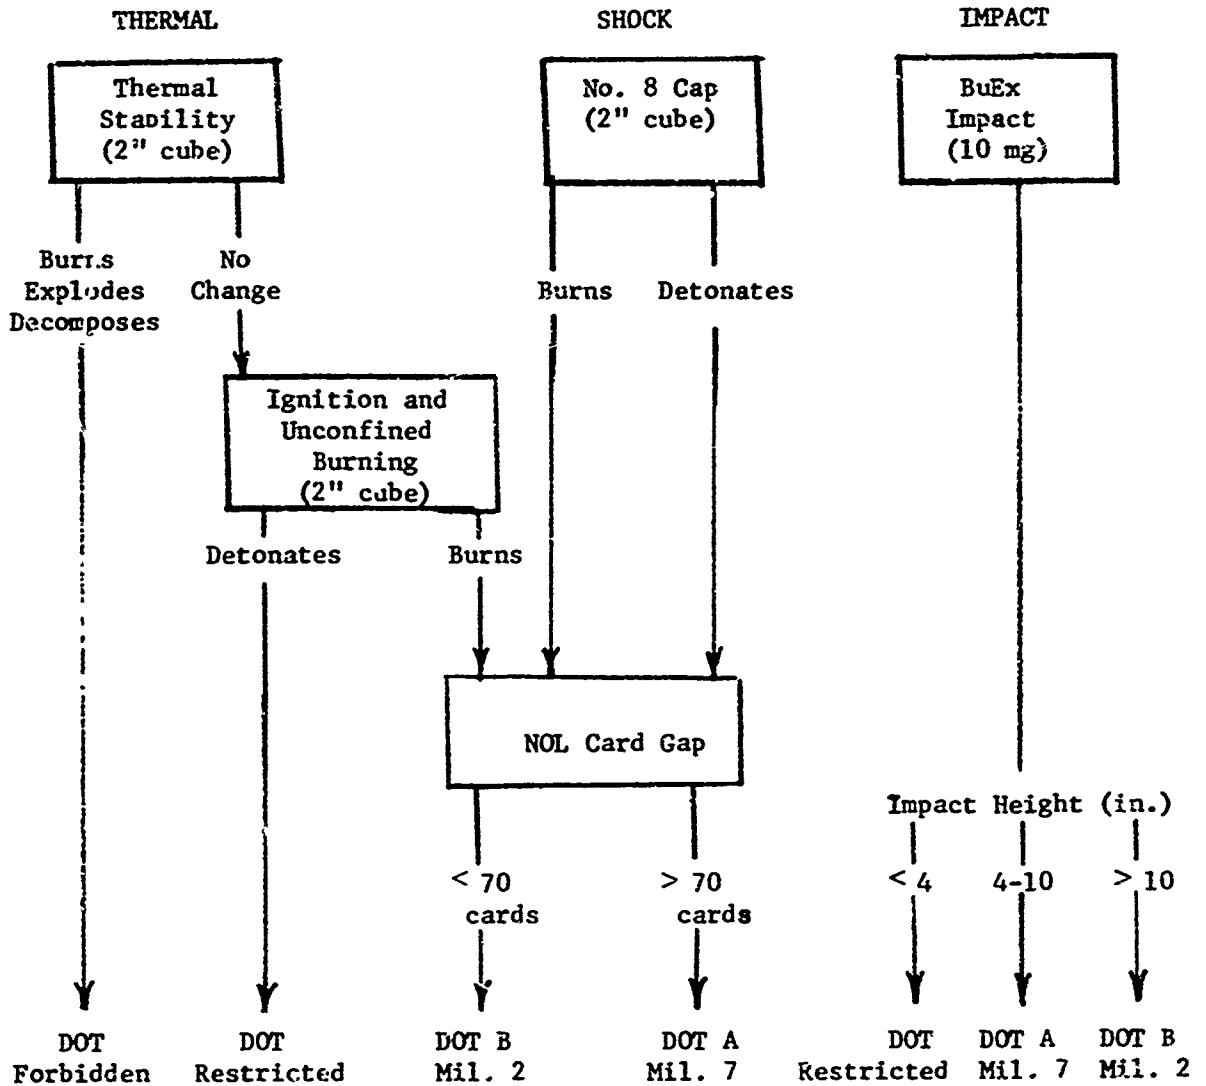 THERMAL
SHOCK
IMPACT
Thermal
Stability
(2" cube)
No. 8 Cap
(2" cube)
BuEx
Impact
(10 mg)
Burns
Explodes
Decomposes
No
Change
Burns
Detonates
Ignition and
Unconfined
Burning
(2" cube)
Detonates
Burns
NOL Card Gap
Impact Height (in.)
< 70
cards
> 70
cards
< 4
4-10
> 10
DOT
Forbidden
DOT
Restricted
DOT B
Mil. 2
DOT A
Mil. 7
DOT
Restricted
DOT A
Mil. 7
DOT B
Mil. 2